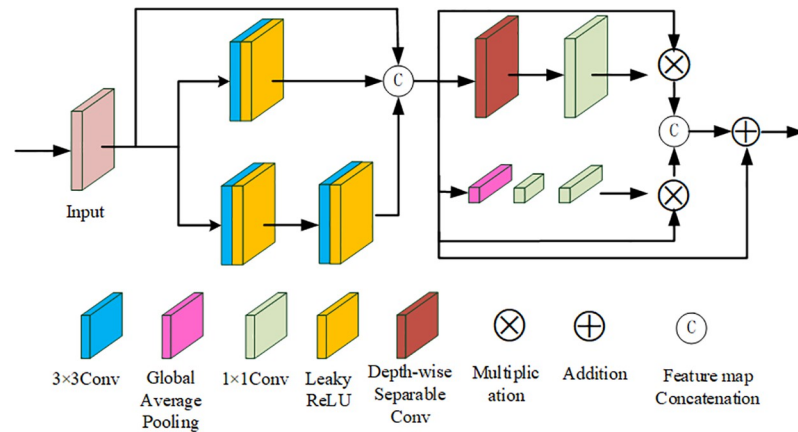 C
C
Input
C
3×3Conv
Global
Average
Pooling
1×1Conv
Leaky
ReLU
Depth-wise
Separable
Conv
Multiplic
ation
Addition
Feature map
Concatenation